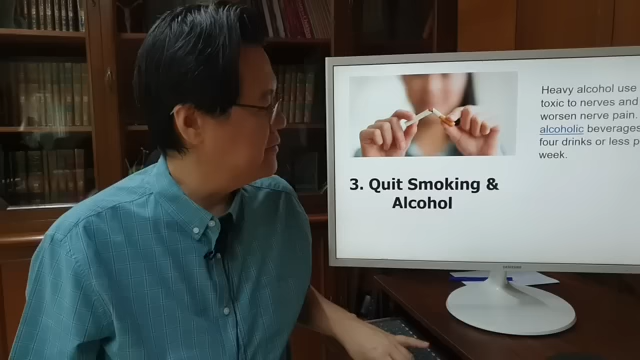 3. Quit Smoking &
Alcohol
Heavy alcohol use
toxic to nerves and
worsen nerve pain.
alcoholic beverages
four drinks or less p
week.